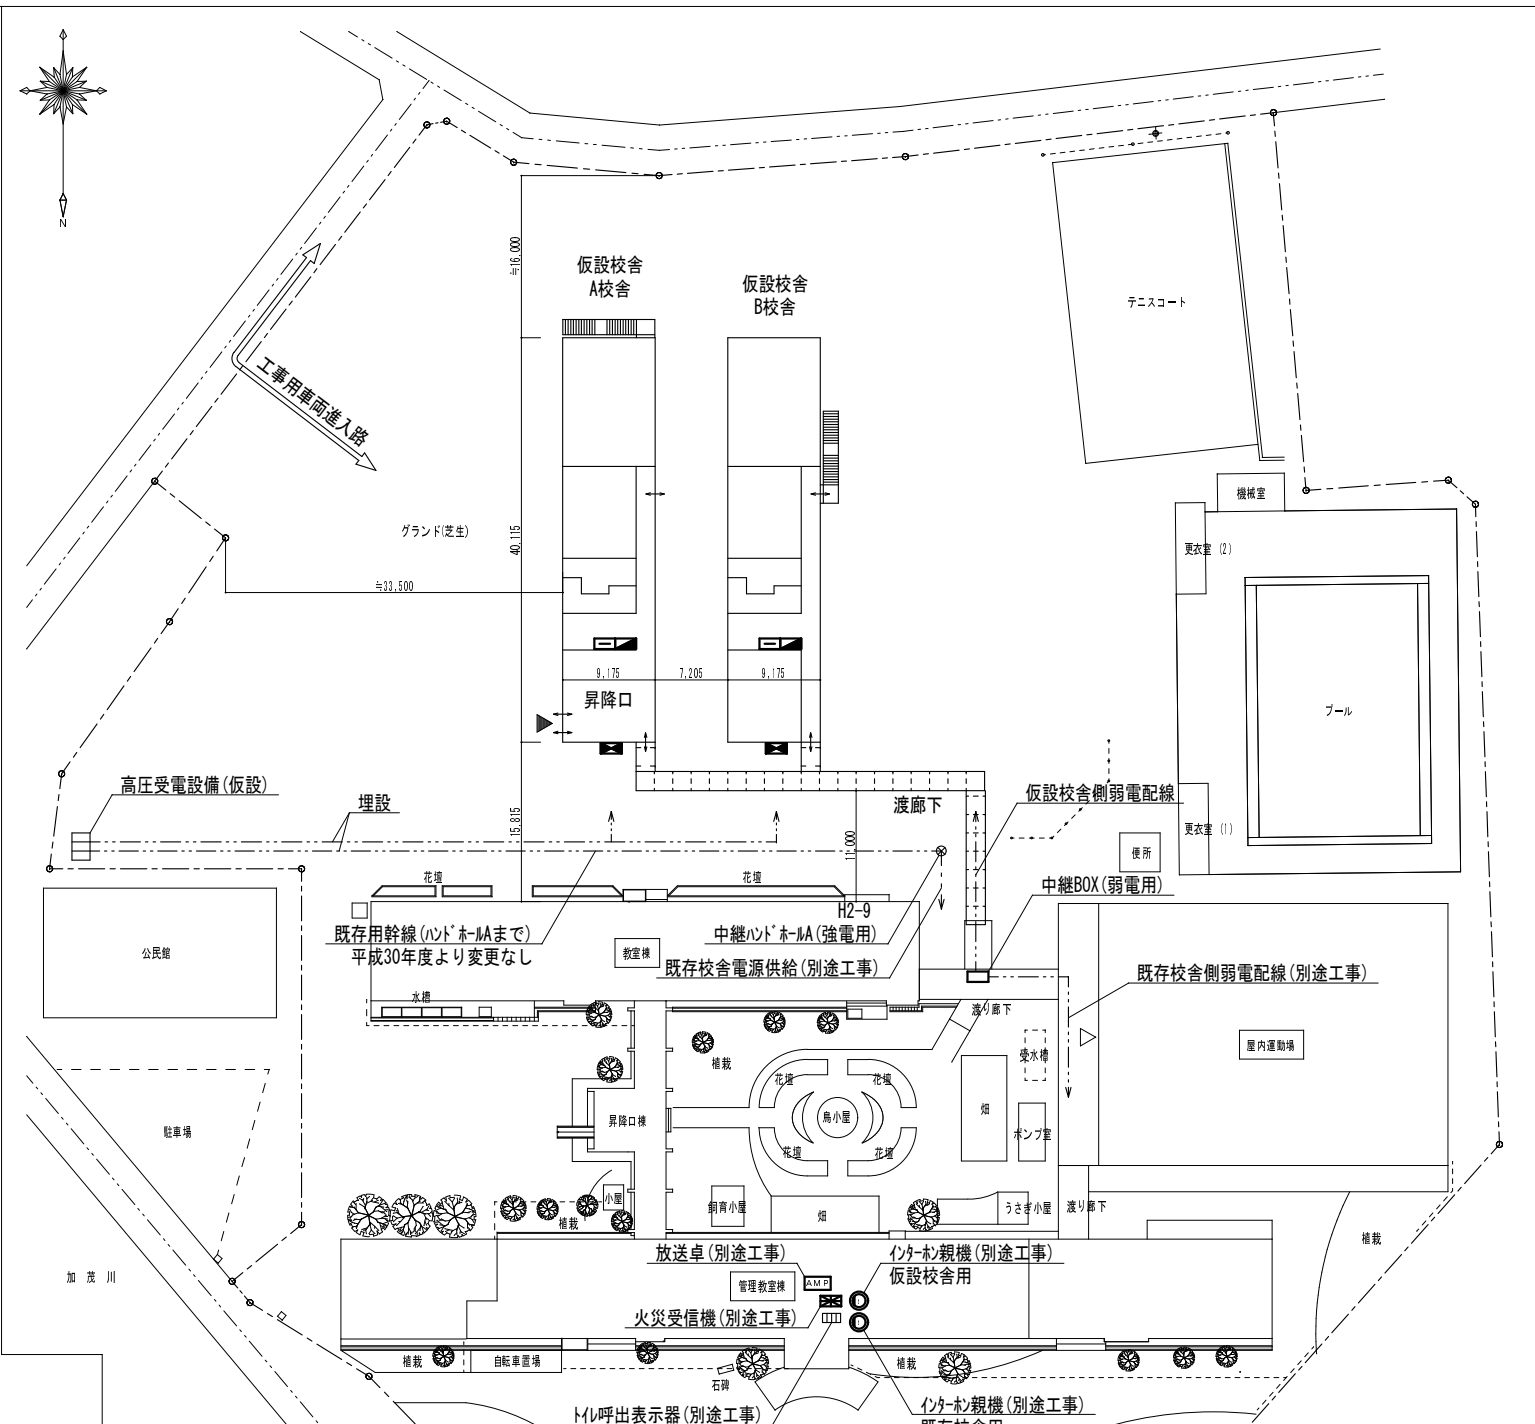 N
≒16,000
仮設校舎
A校舎
仮設校舎
B校舎
テニスコート
工事用車両進入路
機械室
グランド(芝生)
40,115
更衣室 (2)
≒33,500
9,175
7,205
9,175
昇降口
プール
高圧受電設備(仮設)
埋設
15,815
渡廊下
仮設校舎側弱電配線
11,000
更衣室 (1)
便所
花壇
花壇
中継BOX(弱電用)
H2-9
既存用幹線(ハンドホールAまで)
平成30年度より変更なし
中継ハンドホールA(強電用)
教室棟
既存校舎電源供給(別途工事)
公民館
既存校舎側弱電配線(別途工事)
水槽
渡り廊下
受水槽
屋内運動場
植栽
花壇
花壇
鳥小屋
畑
駐車場
昇降口棟
ポンプ室
花壇
花壇
小屋
飼育小屋
畑
うさぎ小屋
渡り廊下
植栽
植栽
放送卓(別途工事)
インターホン親機(別途工事)
仮設校舎用
加茂川
管理教室棟
AMP
火災受信機(別途工事)
植栽
自転車置場
植栽
石碑
トイレ呼出表示器(別途工事)
インターホン親機(別途工事)